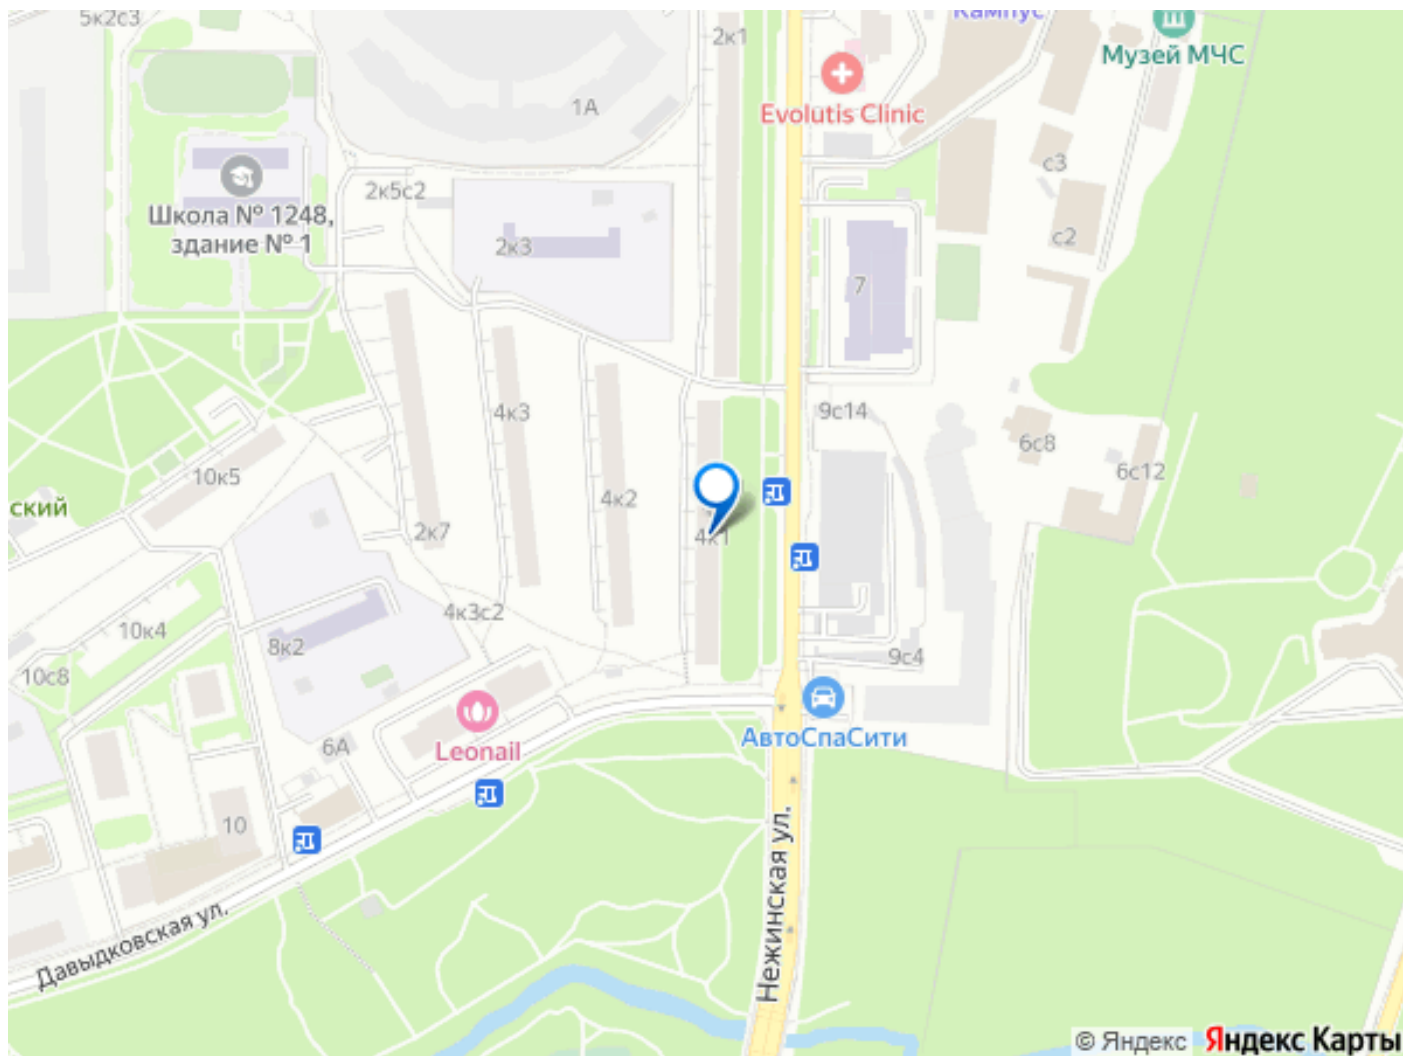 5к2с3
2к1
Кампус
Музей МЧС
Evolutis Clinic
1А
с3
2к5с2
Школа № 1248,
здание № 1
2к3
с2
7
4к3
9с14
6с8
6с12
10к5
4к2
ский
2к7
4к1
4к3с2
10к4
8к2
9с4
10с8
6А
Leonail
АвтоСпаСити
10
Давыдковская ул.
Нежинская ул.
© Яндекс Яндекс Карты